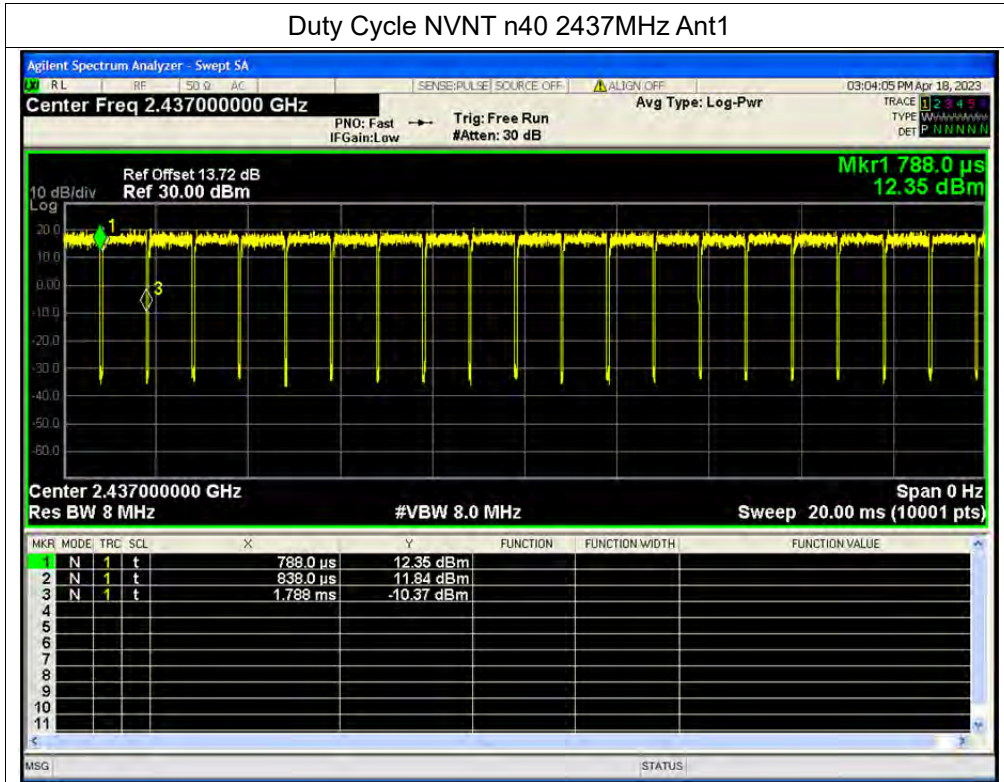 Duty Cycle NVNT n40 2437MHz Ant1
Agilent Spectrum Analyzer - Swept SA
RL RF 50 Ω AC SENSE:PULSE SOURCE OFF ALIGN OFF 03:04:05 PM Apr 18, 2023
Center Freq 2.437000000 GHz Avg Type: Log-Pwr TRACE 1 2 3 4 5
PNO: Fast Trig: Free Run TYPE
IFGain:Low #Atten: 30 dB DET P N N N N N
Mkr1 788.0 µs
Ref Offset 13.72 dB
10 dB/div Ref 30.00 dBm 12.35 dBm
Log
20.0
1
10.0
0.00
3
-10.0
-20.0
-30.0
-40.0
-50.0
-60.0
Center 2.437000000 GHz Span 0 Hz
Res BW 8 MHz #VBW 8.0 MHz Sweep 20.00 ms (10001 pts)
MKR MODE TRC SCL X Y FUNCTION FUNCTION WIDTH FUNCTION VALUE
1 N 1 t 788.0 µs 12.35 dBm
2 N 1 t 838.0 µs 11.84 dBm
3 N 1 t 1.788 ms -10.37 dBm
4
5
6
7
8
9
10
11
MSG STATUS